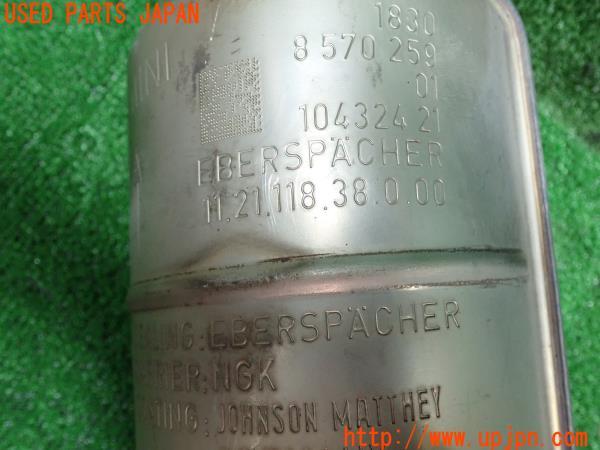 USED PARTS JAPAN
1830
8 570 259
01
10432421
EBERSPÄCHER
11.21.118.38.0.00
EBERSPÄCHER
NGK
JOHNSON MATTHEY
http://www.upjpn.com/